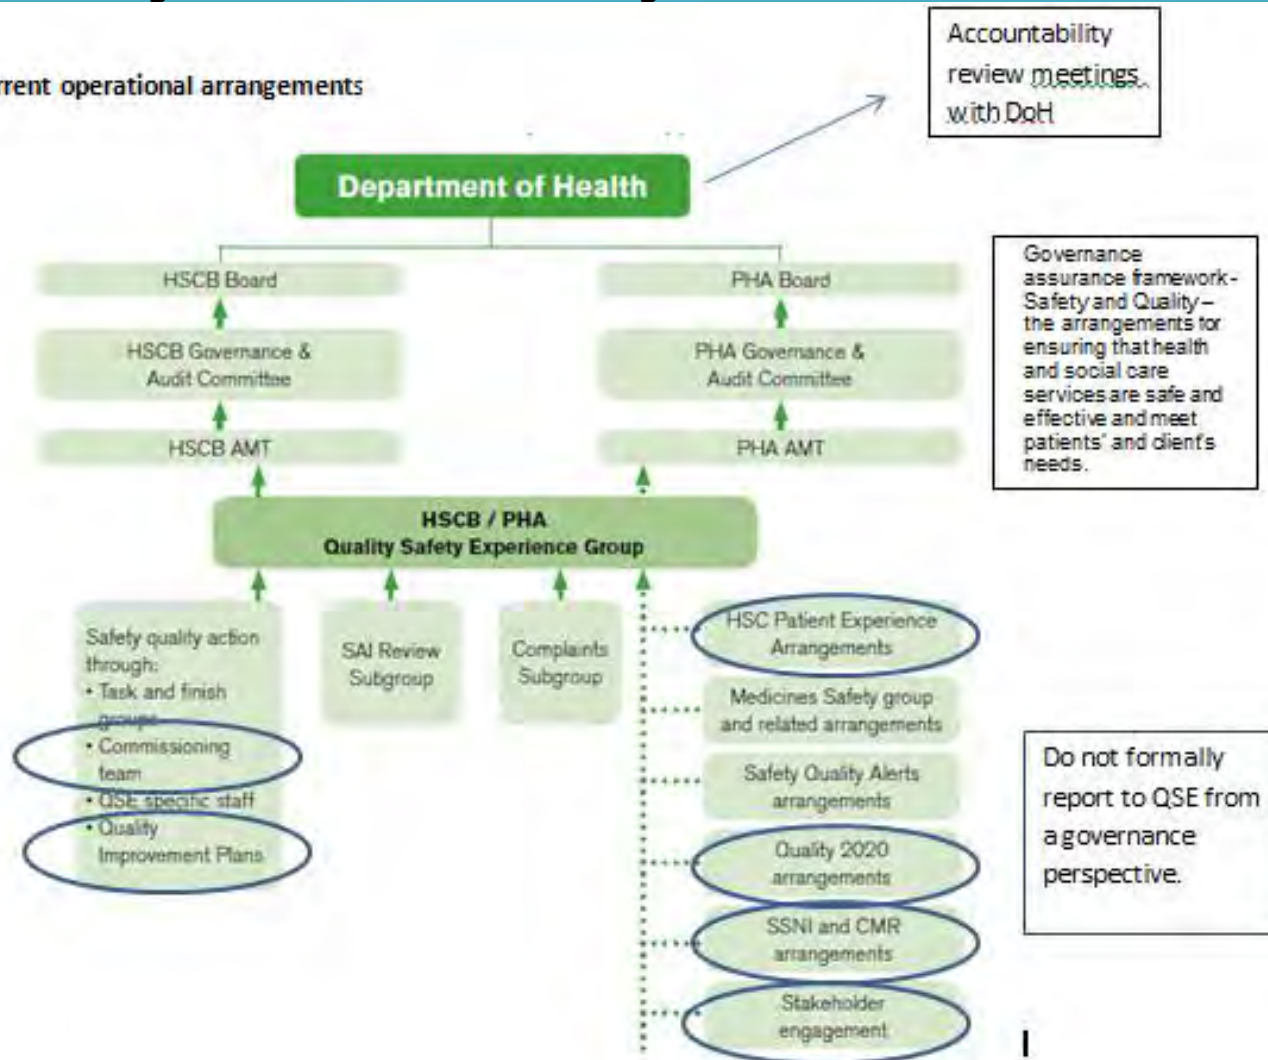 rrent operational arrangements
Accountability
review meetings
with DoH
Department of Health
HSCB Board
PHA Board
HSCB Governance &
Audit Committee
PHA Governance &
Audit Committee
HSCB AMT
PHA AMT
Governance
assurance framework-
Safety and Quality –
the arrangements for
ensuring that health
and social care
services are safe and
effective and meet
patients' and client's
needs.
HSCB / PHA
Quality Safety Experience Group
Safety quality action
through:
• Task and finish
groups
• Commissioning
team
• QSE specific staff
• Quality
Improvement Plans
SAI Review
Subgroup
Complaints
Subgroup
HSC Patient Experience
Arrangements
Medicines Safety group
and related arrangements
Safety Quality Alerts
arrangements
Quality 2020
arrangements
SSNI and CMR
arrangements
Stakeholder
engagement
Do not formally
report to QSE from
a governance
perspective.